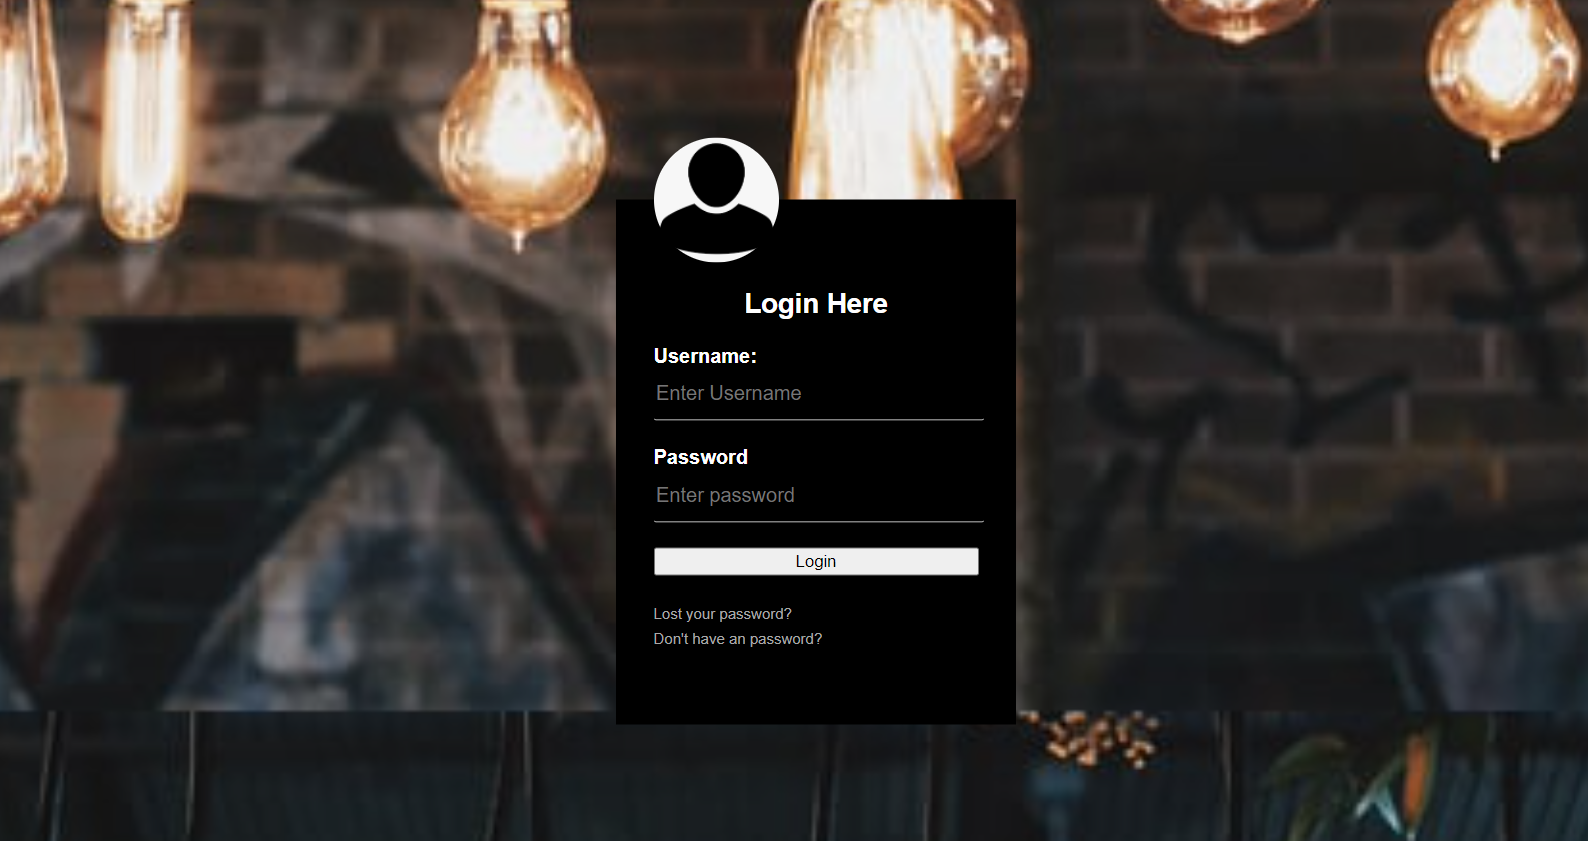 Login Here
Username:
Enter Username
Password
Enter password
Login
Lost your password?
Don't have an password?